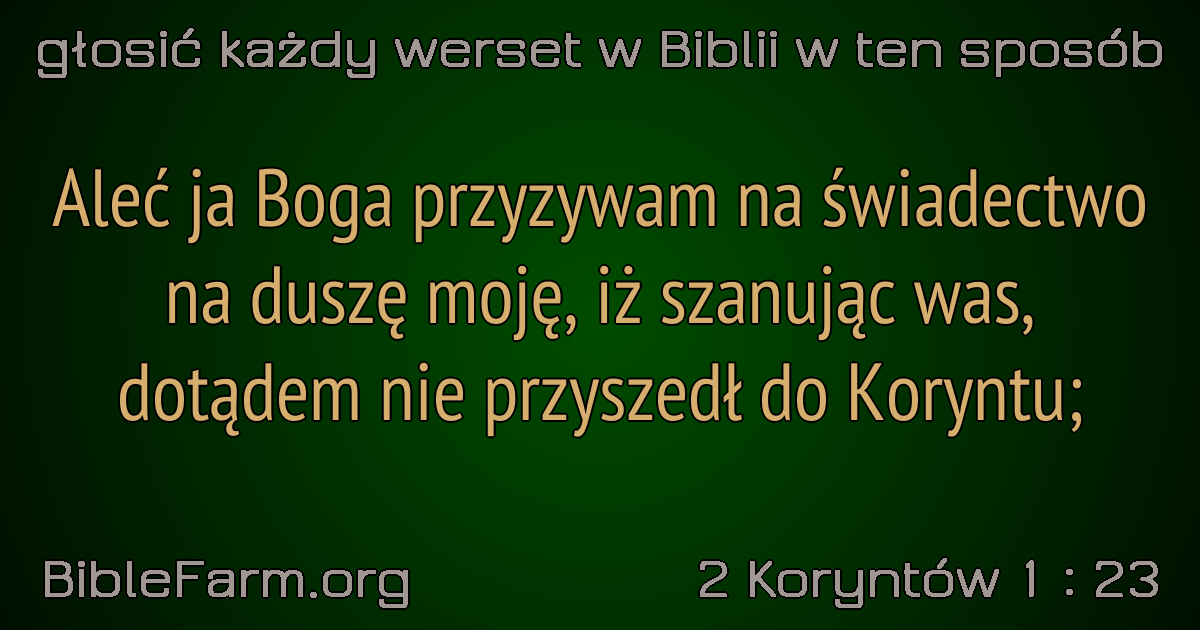 głosić każdy werset w Biblii w ten sposób
Aleć ja Boga przyzywam na świadectwo
na duszę moję, iż szanując was,
dotądem nie przyszedł do Koryntu;
BibleFarm.org
2 Koryntów 1 : 23